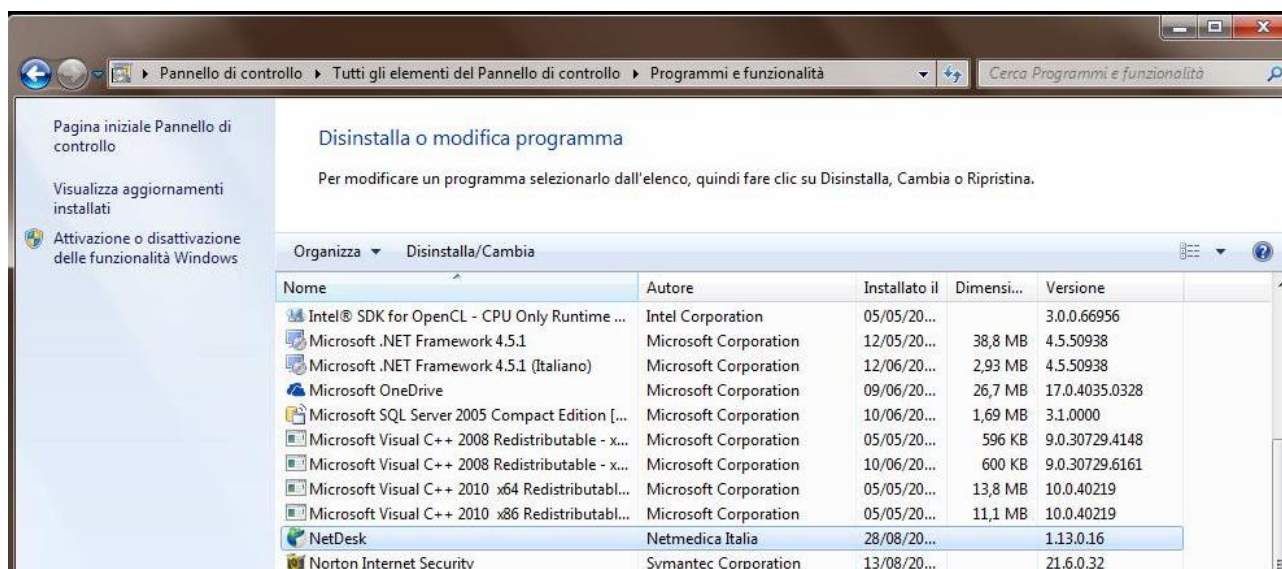 Pannello di controllo ▸ Tutti gli elementi del Pannello di controllo ▸ Programmi e funzionalità
Cerca Programmi e funzionalità
Pagina iniziale Pannello di
controllo
Visualizza aggiornamenti
installati
Attivazione o disattivazione
delle funzionalità Windows
Disinstalla o modifica programma
Per modificare un programma selezionarlo dall'elenco, quindi fare clic su Disinstalla, Cambia o Ripristina.
Organizza Disinstalla/Cambia
Nome Autore Installato il Dimensi... Versione
Intel® SDK for OpenCL - CPU Only Runtime ... Intel Corporation 05/05/20... 3.0.0.66956
Microsoft .NET Framework 4.5.1 Microsoft Corporation 12/05/20... 38,8 MB 4.5.50938
Microsoft .NET Framework 4.5.1 (Italiano) Microsoft Corporation 12/06/20... 2,93 MB 4.5.50938
Microsoft OneDrive Microsoft Corporation 09/06/20... 26,7 MB 17.0.4035.0328
Microsoft SQL Server 2005 Compact Edition [... Microsoft Corporation 10/06/20... 1,69 MB 3.1.0000
Microsoft Visual C++ 2008 Redistributable - x... Microsoft Corporation 05/05/20... 596 KB 9.0.30729.4148
Microsoft Visual C++ 2008 Redistributable - x... Microsoft Corporation 10/06/20... 600 KB 9.0.30729.6161
Microsoft Visual C++ 2010 x64 Redistributabl... Microsoft Corporation 05/05/20... 13,8 MB 10.0.40219
Microsoft Visual C++ 2010 x86 Redistributabl... Microsoft Corporation 05/05/20... 11,1 MB 10.0.40219
NetDesk Netmedica Italia 28/08/20... 1.13.0.16
Norton Internet Security Symantec Corporation 13/08/20... 21.6.0.32